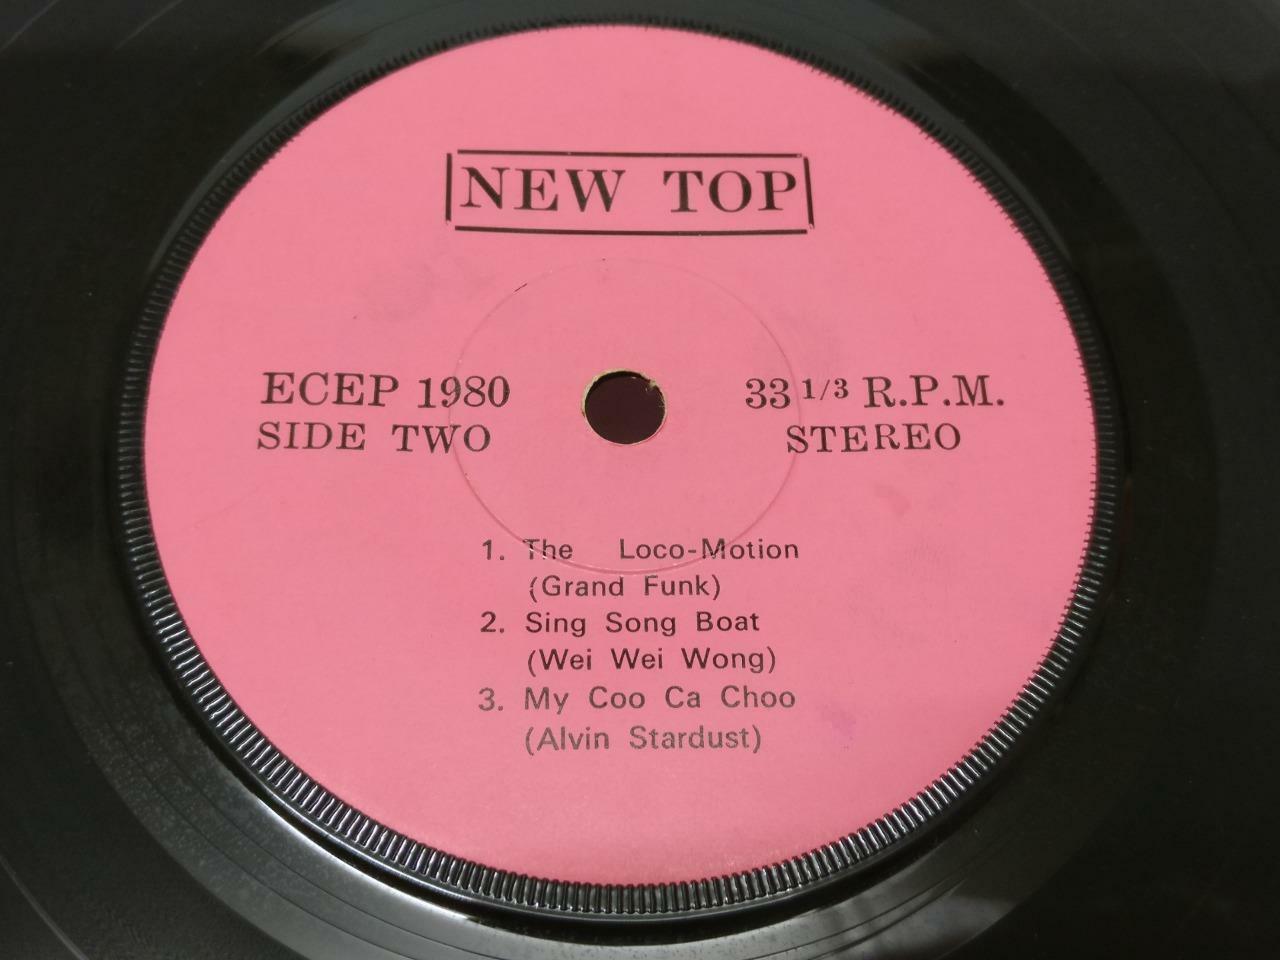 NEW TOP
ECEP 1980
SIDE TWO
33 1/3 R.P.M.
STEREO
1. The Loco-Motion
(Grand Funk)
2. Sing Song Boat
(Wei Wei Wong)
3. My Coo Ca Choo
(Alvin Stardust)